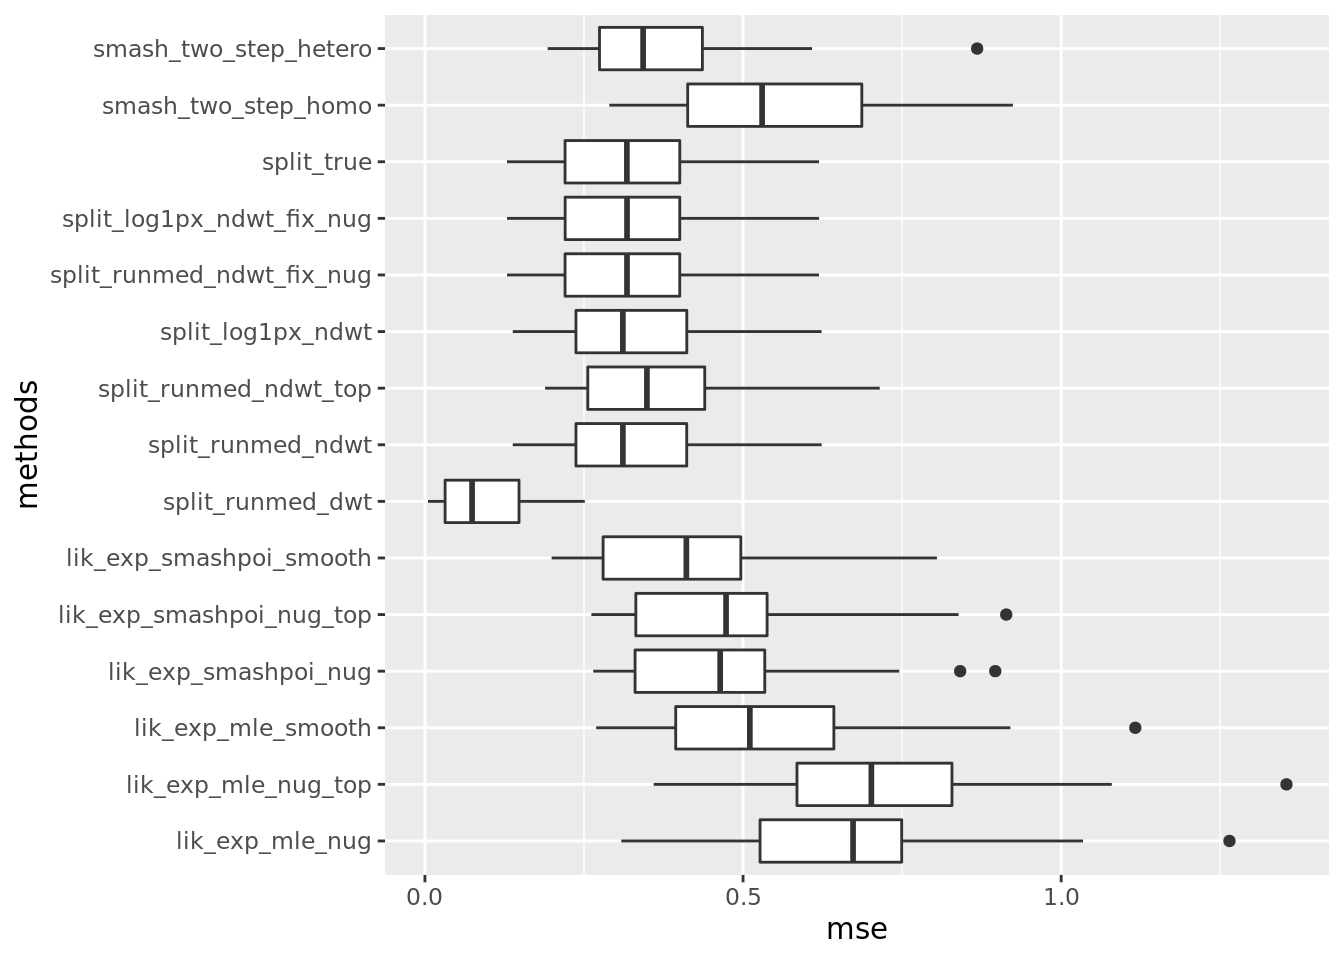 smash_two_step_hetero
smash_two_step_homo
split_true
split_log1px_ndwt_fix_nug
split_runmed_ndwt_fix_nug
split_log1px_ndwt
split_runmed_ndwt_top
split_runmed_ndwt
split_runmed_dwt
lik_exp_smashpoi_smooth
lik_exp_smashpoi_nug_top
lik_exp_smashpoi_nug
lik_exp_mle_smooth
lik_exp_mle_nug_top
lik_exp_mle_nug
methods
0.0 0.5 1.0
mse